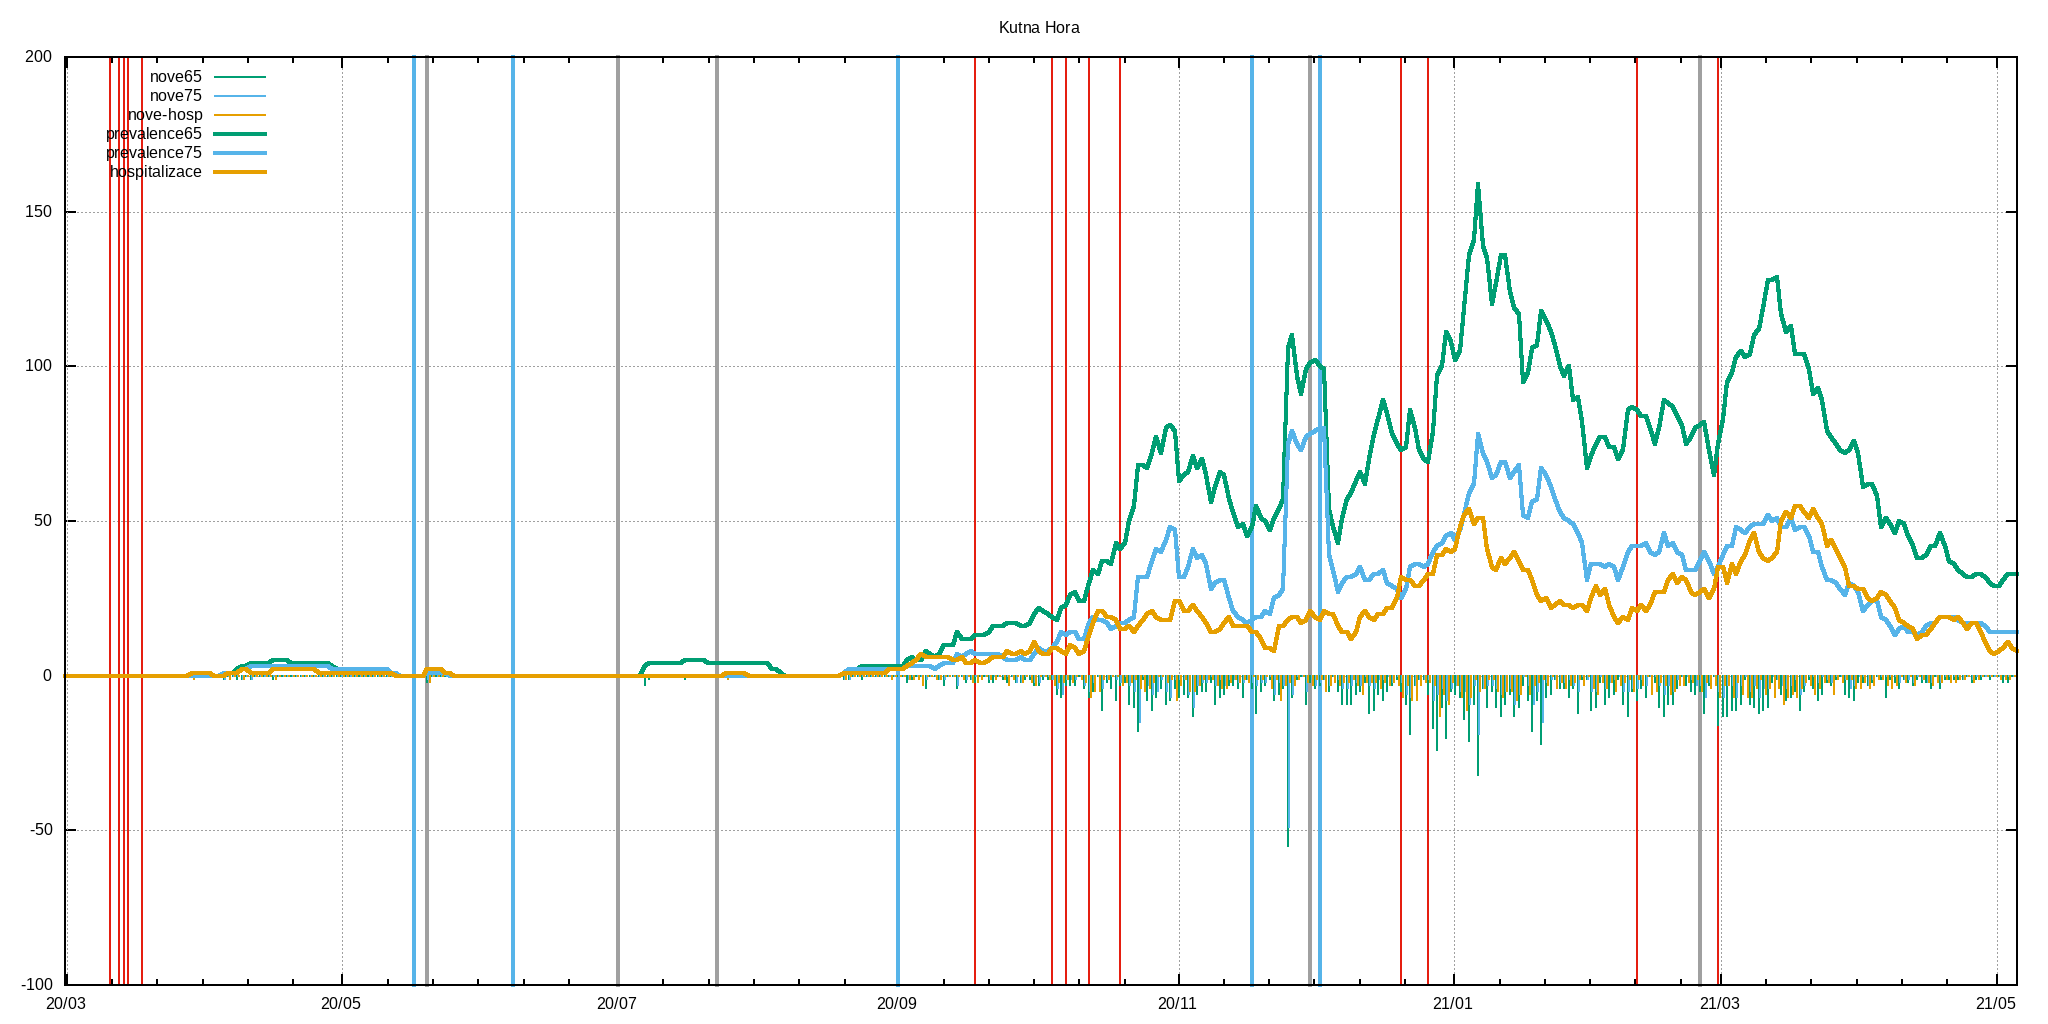 Kutna Hora
200
150
100
50
0
-50
-100
nove65
nove75
nove-hosp
prevalence65
prevalence75
hospitalizace
20/03 20/05 20/07 20/09 20/11 21/01 21/03 21/05